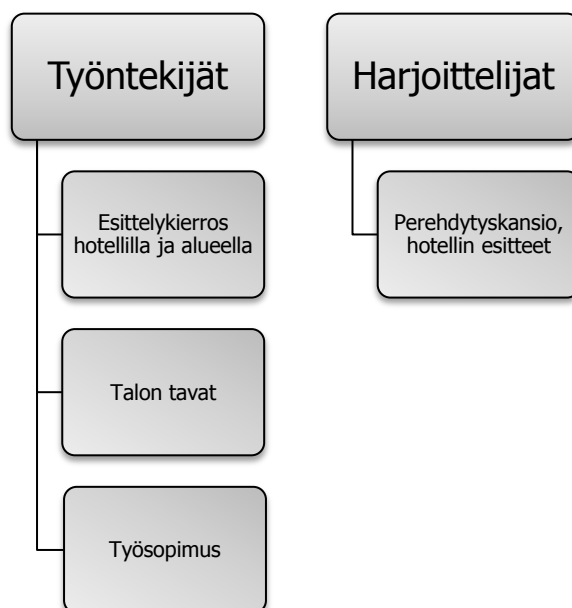 Työntekijät
Esittelykierros
hotellilla ja alueella
Talon tavat
Työsopimus
Harjoittelijat
Perehdytyskansio,
hotellin esitteet